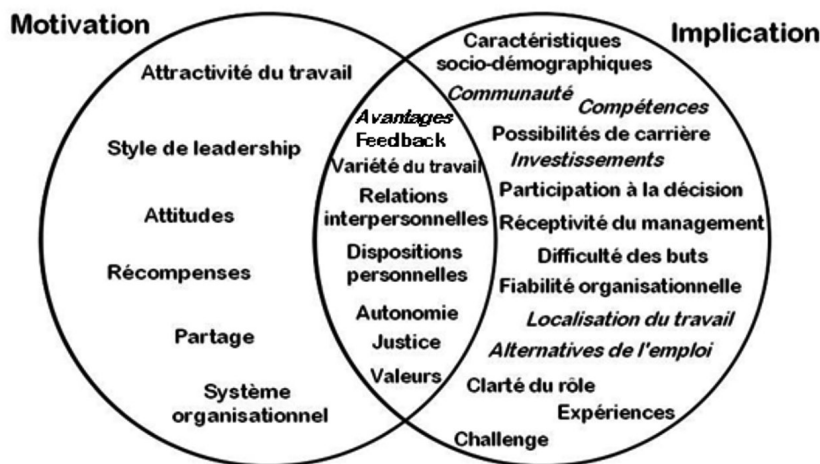 Motivation
Implication
Attractivité du travail
Style de leadership
Attitudes
Récompenses
Partage
Système
organisationnel
Avantages
Feedback
Variété du travail
Relations
interpersonnelles
Dispositions
personnelles
Autonomie
Justice
Valeurs
Caractéristiques
socio-démographiques
Communauté
Compétences
Possibilités de carrière
Investissements
Participation à la décision
Réceptivité du management
Difficulté des buts
Fiabilité organisationnelle
Localisation du travail
Alternatives de l'emploi
Clarté du rôle
Expériences
Challenge